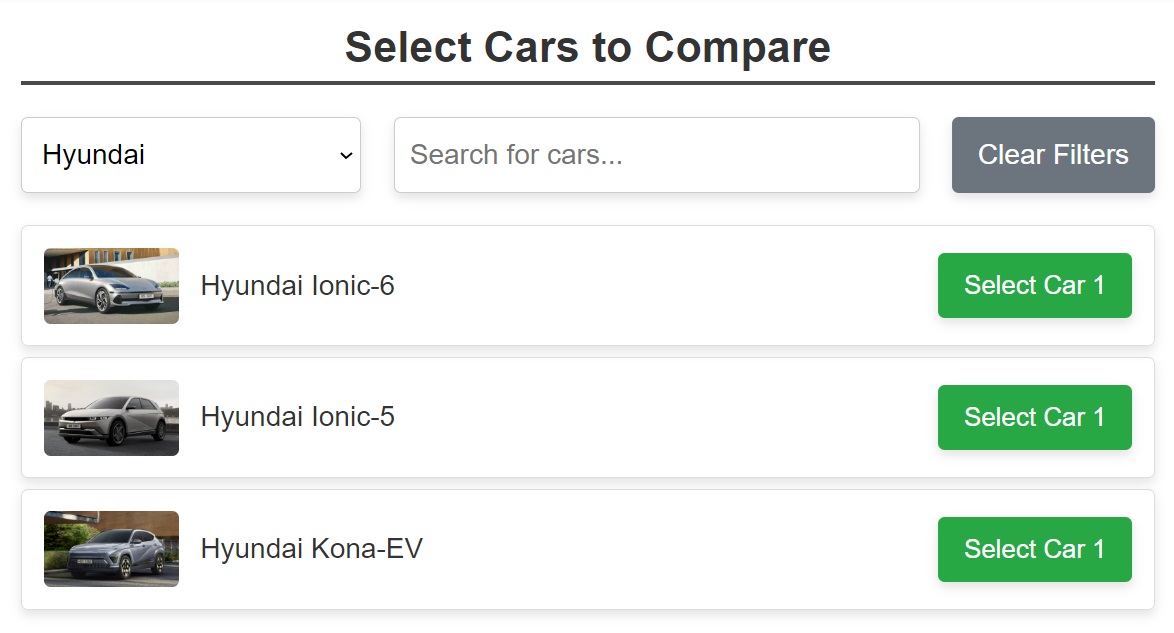 Select Cars to Compare
Hyundai
Search for cars...
Clear Filters
Hyundai Ionic-6
Select Car 1
Hyundai Ionic-5
Select Car 1
Hyundai Kona-EV
Select Car 1